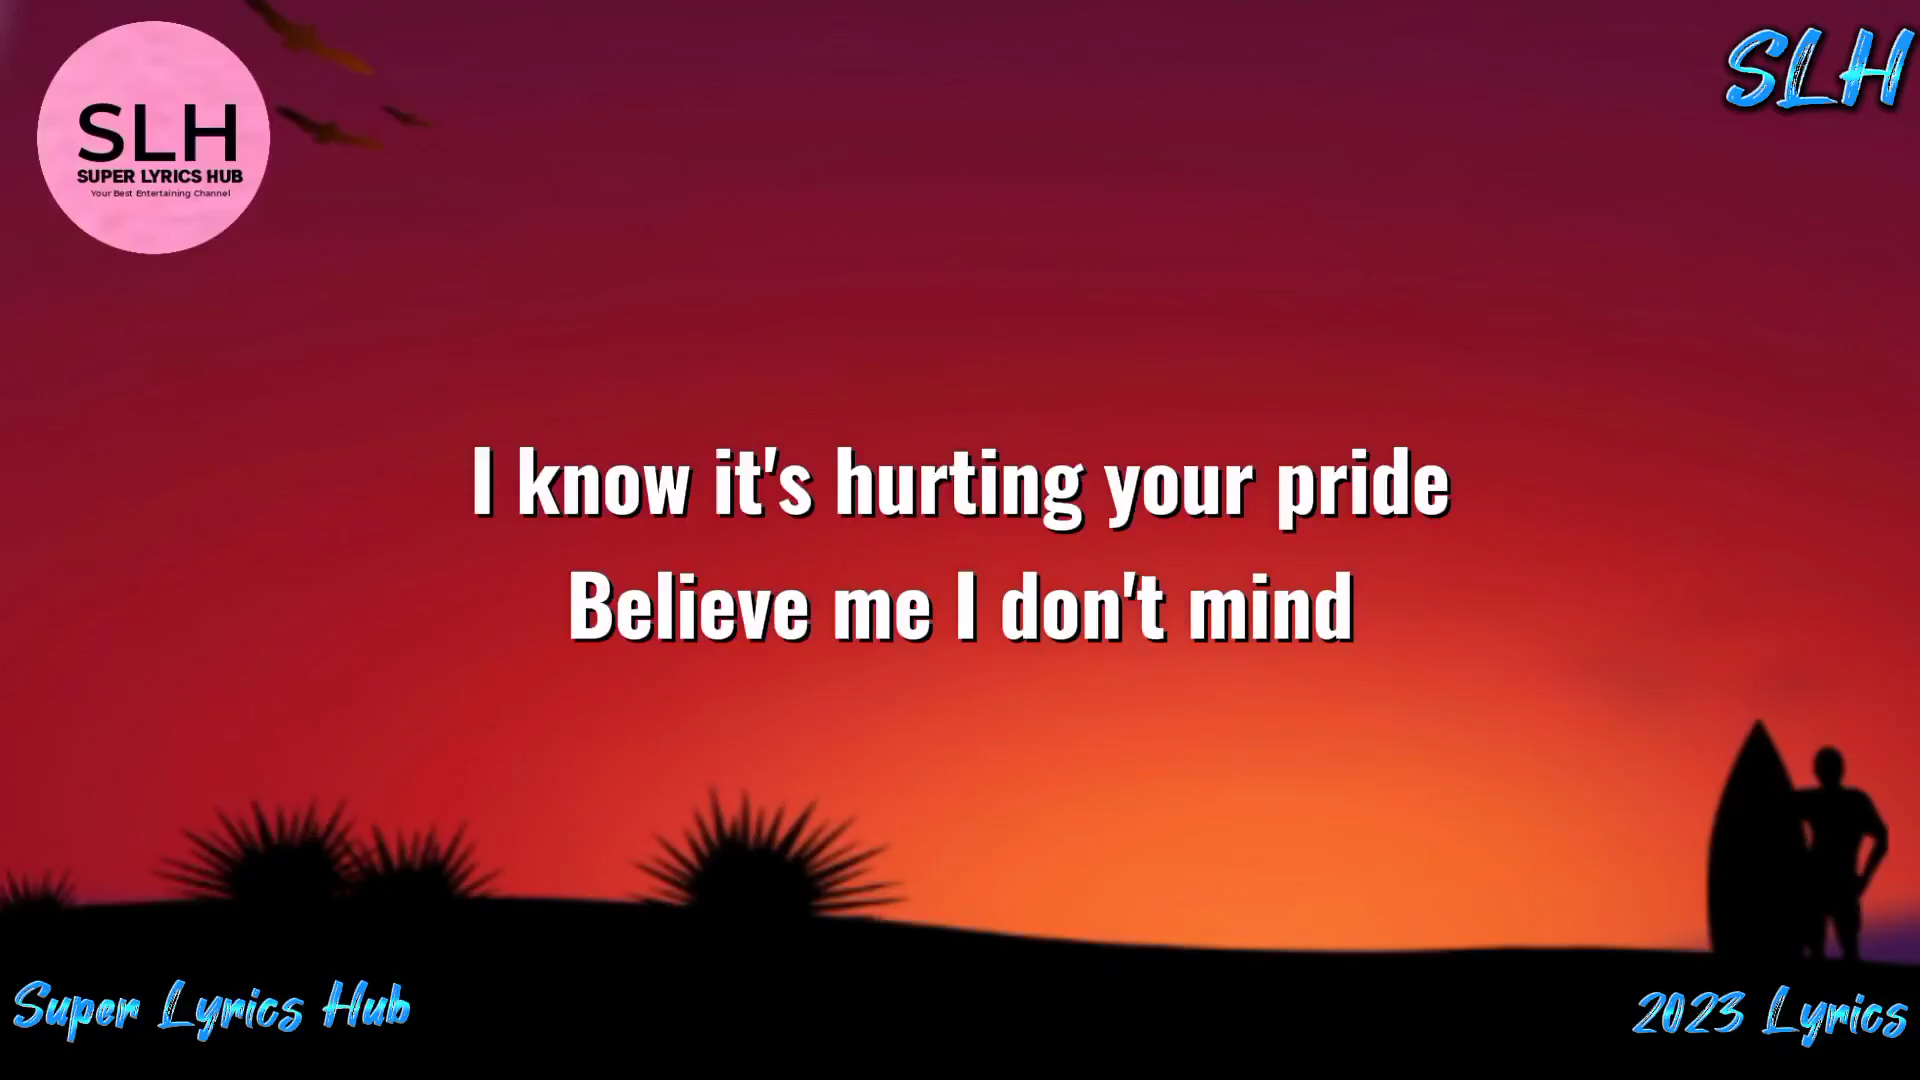 SLH
SUPER LYRICS HUB
Your Best Entertaining Channel
SLH
I know it's hurting your pride
Believe me I don't mind
Super Lyrics Hub
2023 Lyrics